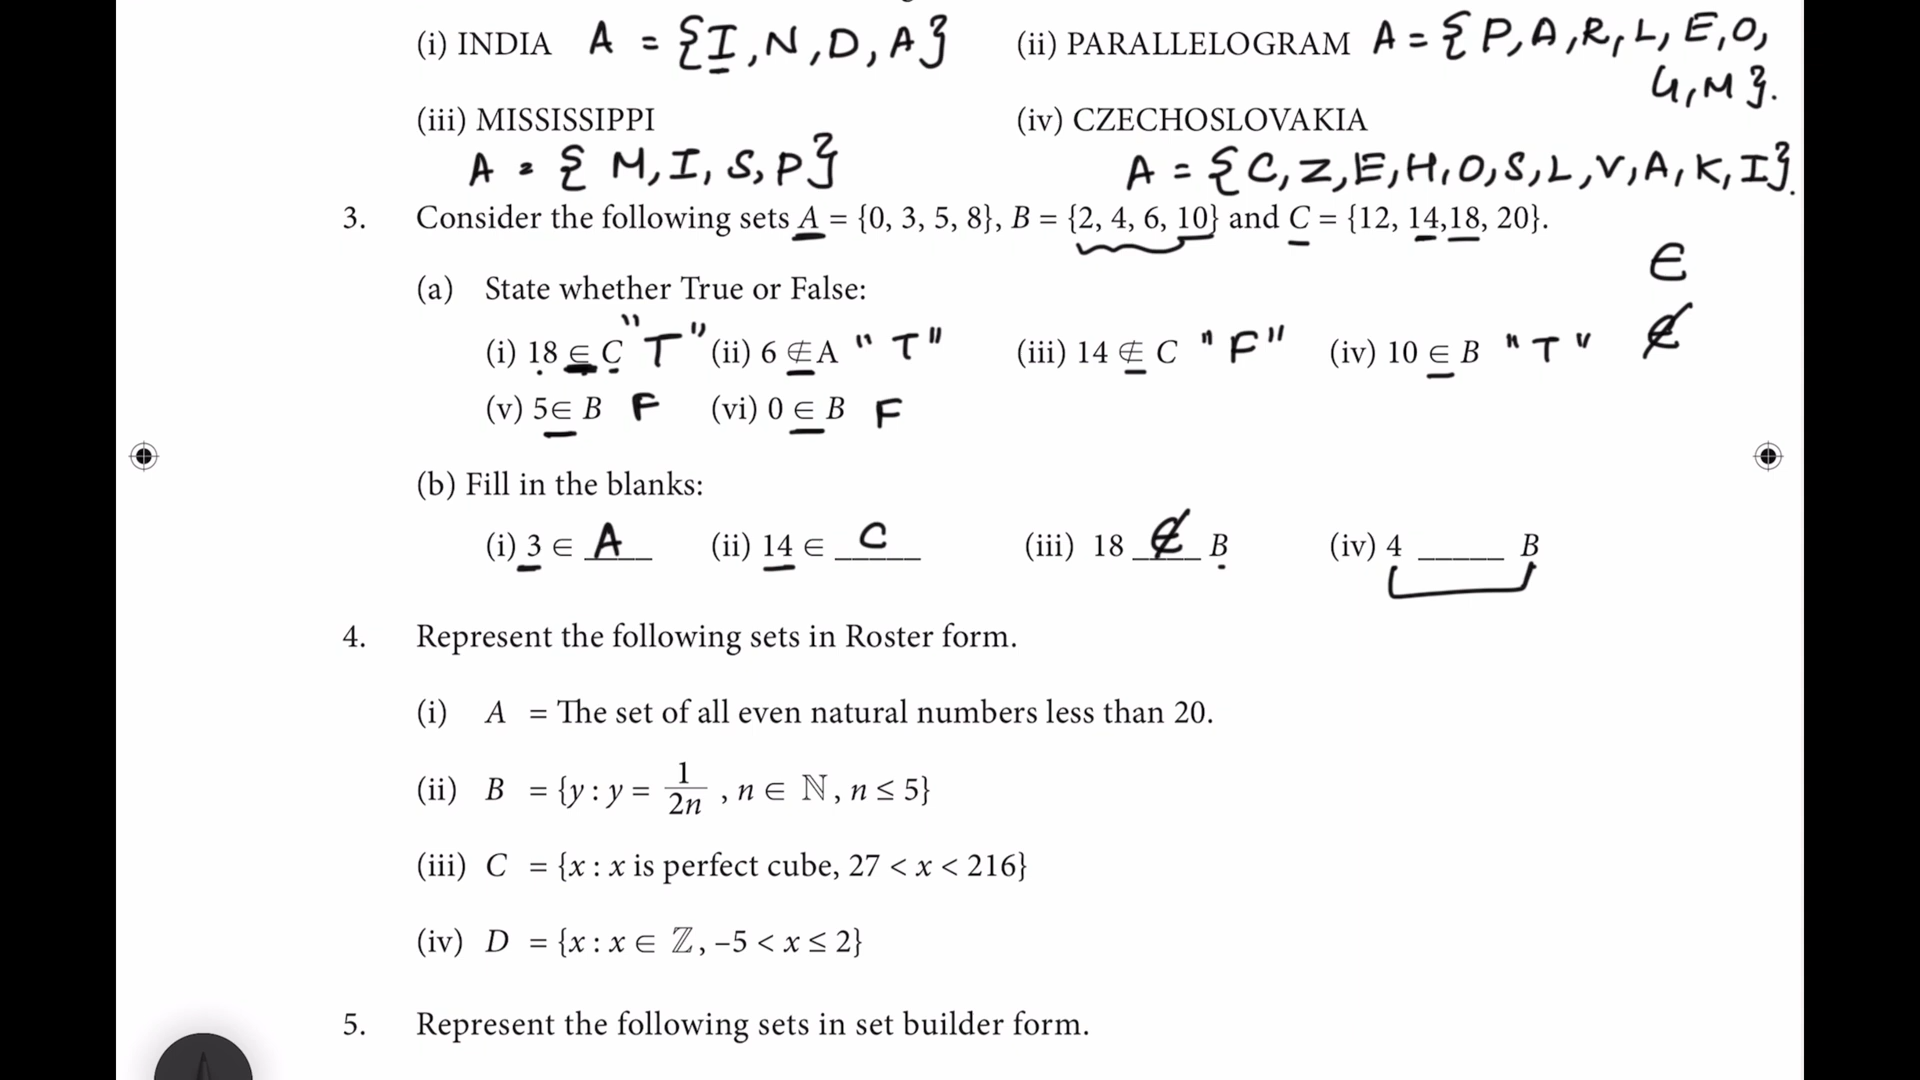 (i) INDIA A = {I, N, D, A} (ii) PARALLELOGRAM A = {P, A, R, L, E, O,
G, M}.
(iii) MISSISSIPPI (iv) CZECHOSLOVAKIA
A = {M, I, S, P} A = {C, Z, E, H, O, S, L, V, A, K, I}.
3. Consider the following sets A = {0, 3, 5, 8}, B = {2, 4, 6, 10} and C = {12, 14,18, 20}.
∈
(a) State whether True or False:
(i) 18 ∈ C "T" (ii) 6 ∉ A "T" (iii) 14 ∉ C "F" (iv) 10 ∈ B "T" ∉
(v) 5∈ B F (vi) 0 ∈ B F
(b) Fill in the blanks:
(i) 3 ∈ A (ii) 14 ∈ C (iii) 18 ∉ B (iv) 4 _____ B
4. Represent the following sets in Roster form.
(i) A = The set of all even natural numbers less than 20.
(ii) B = {y : y = 1/2n , n ∈ ℕ, n ≤ 5}
(iii) C = {x : x is perfect cube, 27 < x < 216}
(iv) D = {x : x ∈ ℤ, –5 < x ≤ 2}
5. Represent the following sets in set builder form.